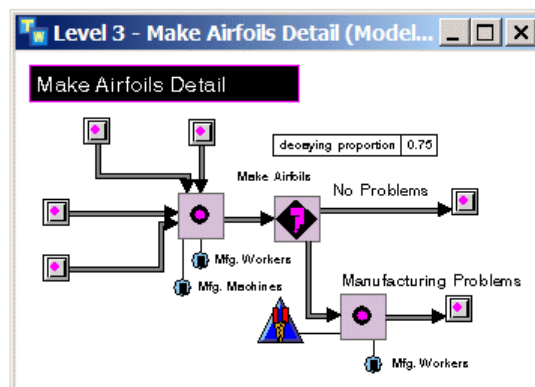 TW Level 3 - Make Airfoils Detail (Model...
Make Airfoils Detail
decaying proportion 0.75
Make Airfoils
No Problems
Mfg. Workers
Mfg. Machines
Manufacturing Problems
Mfg. Workers